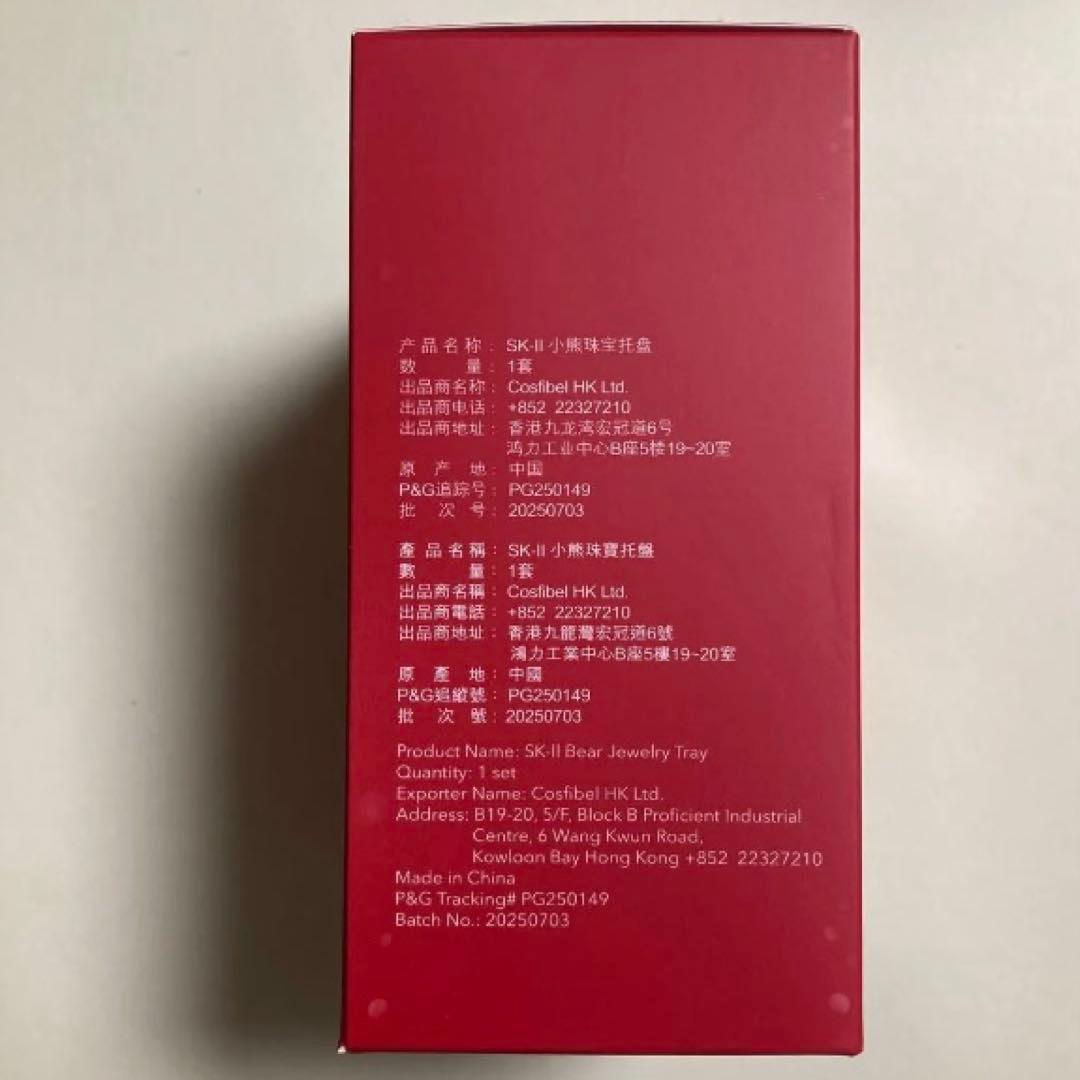 产品名称： SK-II 小熊珠宝托盘
数量： 1套
出品商名称： Cosfibel HK Ltd.
出品商电话： +852 22327210
出品商地址： 香港九龙湾宏冠道6号
鸿力工业中心B座5楼19-20室
原产地： 中国
P&G追踪号： PG250149
批次号： 20250703
產品名稱： SK-II 小熊珠寶托盤
數量： 1套
出品商名稱： Cosfibel HK Ltd.
出品商電話： +852 22327210
出品商地址： 香港九龍灣宏冠道6號
鴻力工業中心B座5樓19-20室
原產地： 中國
P&G追蹤號： PG250149
批次號： 20250703
Product Name: SK-II Bear Jewelry Tray
Quantity: 1 set
Exporter Name: Cosfibel HK Ltd.
Address: B19-20, 5/F, Block B Proficient Industrial
Centre, 6 Wang Kwun Road,
Kowloon Bay Hong Kong +852 22327210
Made in China
P&G Tracking# PG250149
Batch No.: 20250703